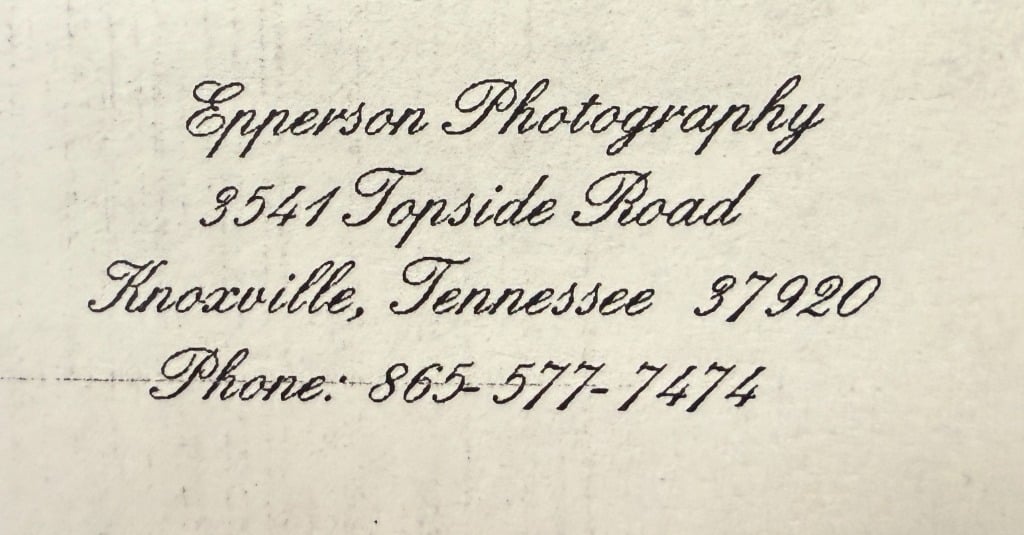 Epperson Photography
3541 Topside Road
Knoxville, Tennessee 37920
Phone: 865-577-7474